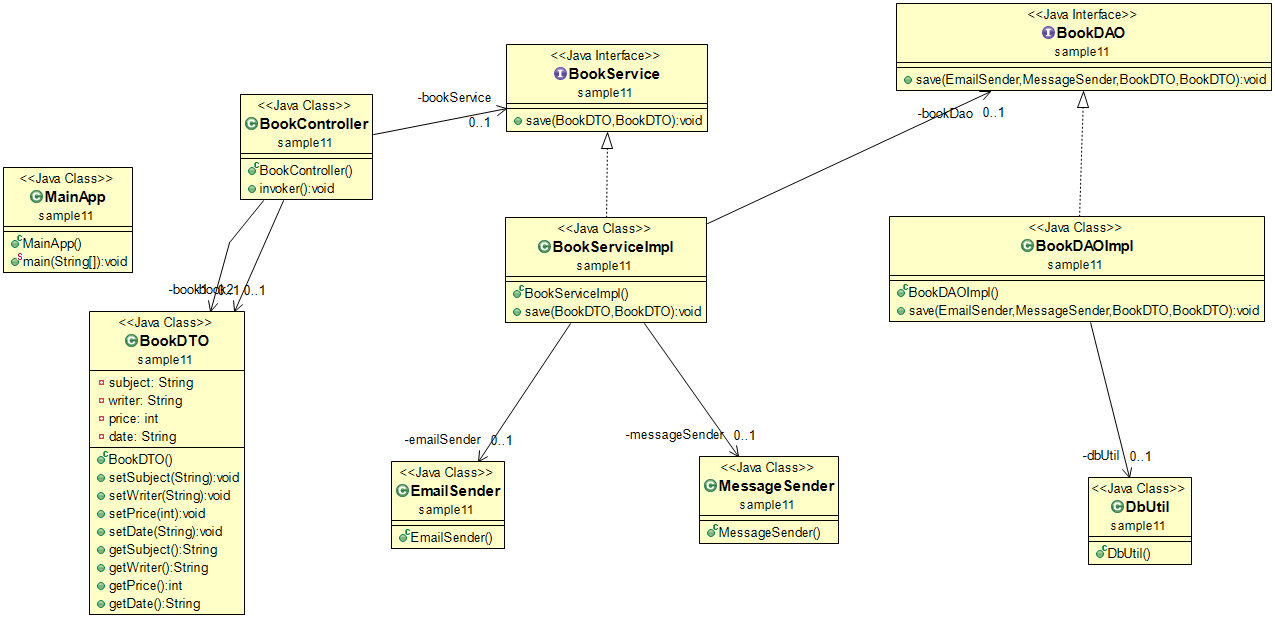 <<Java Interface>>
BookDAO
sample11
save(EmailSender,MessageSender,BookDTO,BookDTO):void
<<Java Interface>>
BookService
sample11
save(BookDTO,BookDTO):void
-bookService
0..1
-bookDao
0..1
<<Java Class>>
BookController
sample11
BookController()
invoker():void
<<Java Class>>
MainApp
sample11
MainApp()
main(String[]):void
<<Java Class>>
BookServiceImpl
sample11
BookServiceImpl()
save(BookDTO,BookDTO):void
<<Java Class>>
BookDAOImpl
sample11
BookDAOImpl()
save(EmailSender,MessageSender,BookDTO,BookDTO):void
-book1
-book2
0..1
<<Java Class>>
BookDTO
sample11
subject: String
writer: String
price: int
date: String
BookDTO()
setSubject(String):void
setWriter(String):void
setPrice(int):void
setDate(String):void
getSubject():String
getWriter():String
getPrice():int
getDate():String
-emailSender
0..1
<<Java Class>>
EmailSender
sample11
EmailSender()
-messageSender
0..1
<<Java Class>>
MessageSender
sample11
MessageSender()
-dbUtil
0..1
<<Java Class>>
DbUtil
sample11
DbUtil()